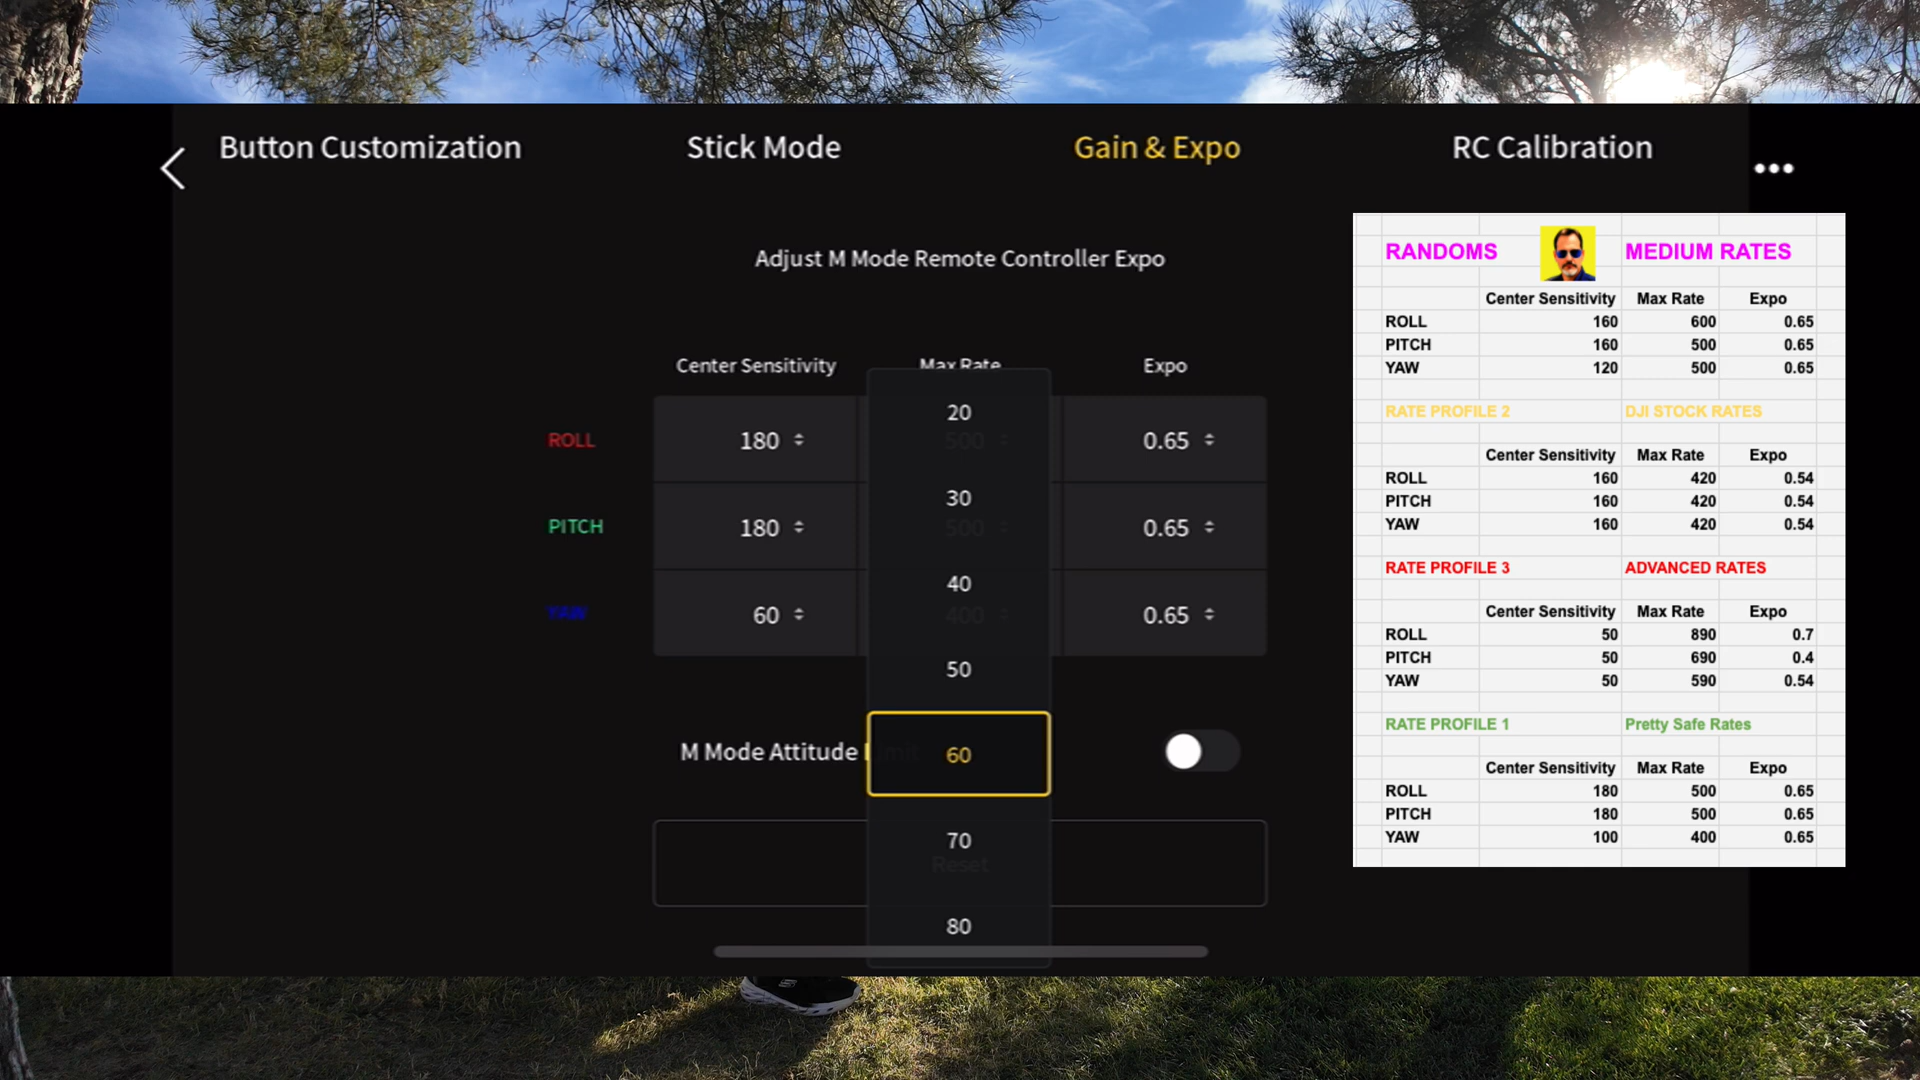 Button Customization Stick Mode Gain & Expo RC Calibration
Adjust M Mode Remote Controller Expo
Center Sensitivity Max Rate Expo
ROLL 180 500 0.65
PITCH 180 500 0.65
YAW 60 400 0.65
20
30
40
50
60
70
80
M Mode Attitude Limit
Reset
RANDOMS MEDIUM RATES
Center Sensitivity Max Rate Expo
ROLL 160 600 0.65
PITCH 160 500 0.65
YAW 120 500 0.65
RATE PROFILE 2 DJI STOCK RATES
Center Sensitivity Max Rate Expo
ROLL 160 420 0.54
PITCH 160 420 0.54
YAW 160 420 0.54
RATE PROFILE 3 ADVANCED RATES
Center Sensitivity Max Rate Expo
ROLL 50 890 0.7
PITCH 50 690 0.4
YAW 50 590 0.54
RATE PROFILE 1 Pretty Safe Rates
Center Sensitivity Max Rate Expo
ROLL 180 500 0.65
PITCH 180 500 0.65
YAW 100 400 0.65